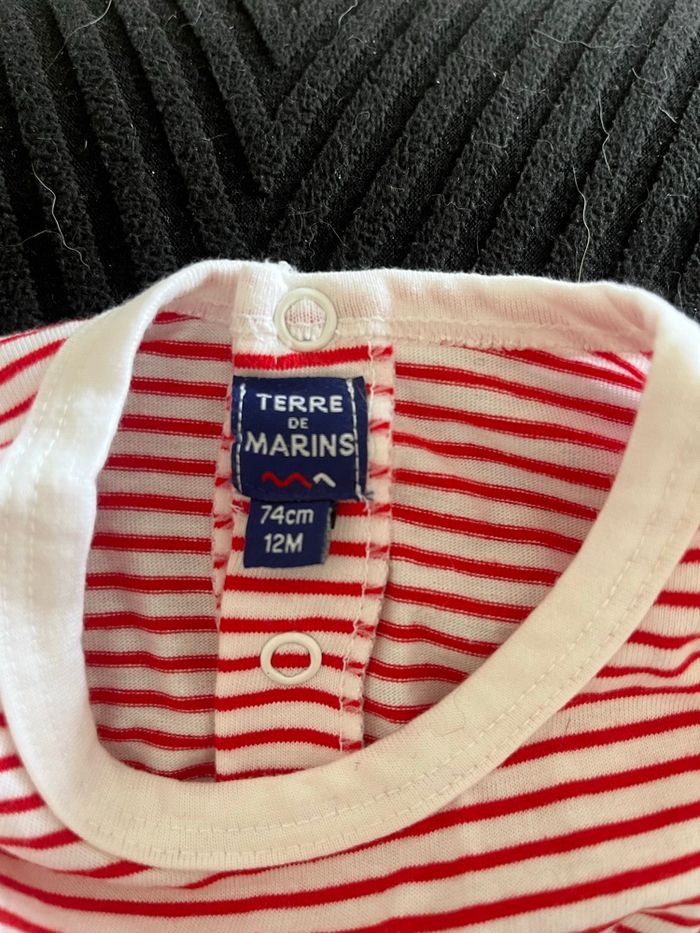 TERRE
DE
MARINS
74cm
12M